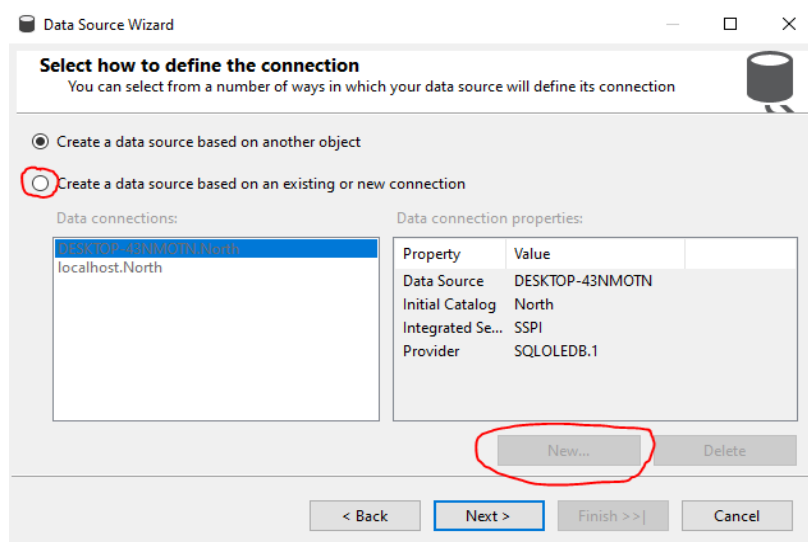 Data Source Wizard
Select how to define the connection
You can select from a number of ways in which your data source will define its connection
Create a data source based on another object
Create a data source based on an existing or new connection
Data connections:
Data connection properties:
DESKTOP-43NMOTN.North
localhost.North
Property Value
Data Source DESKTOP-43NMOTN
Initial Catalog North
Integrated Se... SSPI
Provider SQLOLEDB.1
New... Delete
< Back Next > Finish >>| Cancel